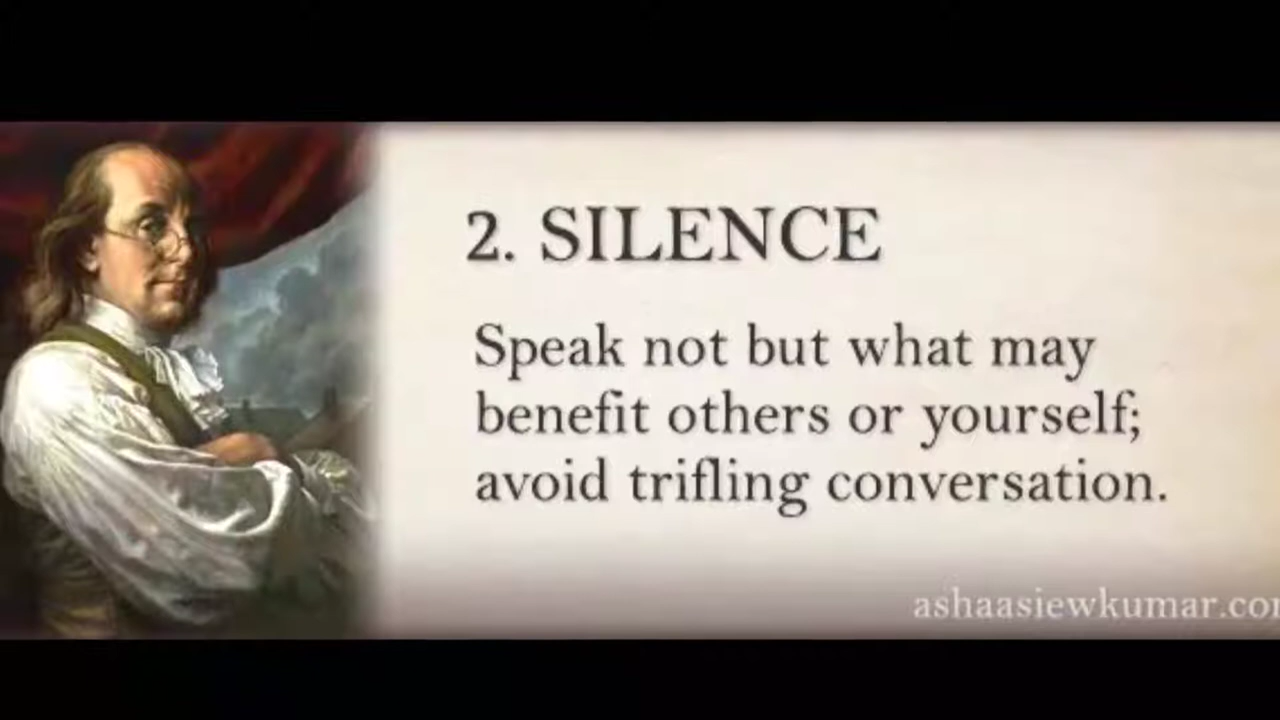 2. SILENCE
Speak not but what may
benefit others or yourself;
avoid trifling conversation.
ashaasiewkumar.co